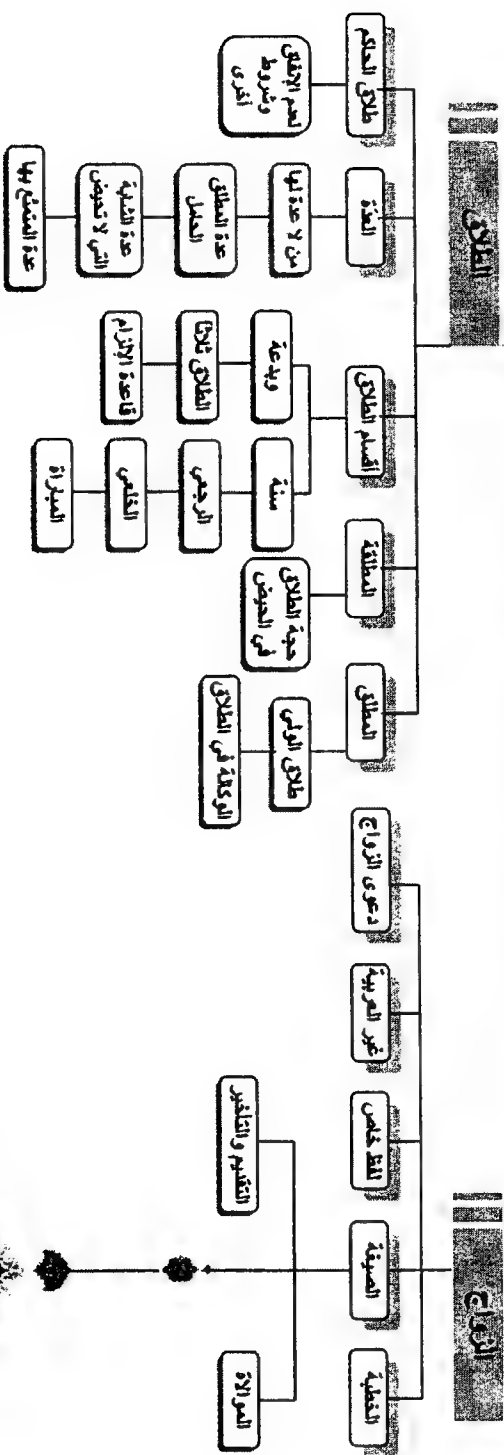 الزواج
الخطبة
الصيغة
لفظ خاص
غير العربية
دعوى الزواج
الموالاة
التقديم والتأخير
الطلاق
المطلق
المطلقة
أقسام الطلاق
العدة
طلاق الحاكم
طلاق الولي
الوكالة في الطلاق
حجة الطلاق
في الحيض
سنة
الرجعي
الخلعي
المباراة
وبدعة
الطلاق ثلاثا
قاعدة الإلزام
من لا عدة لها
عدة المطلق
الحامل
عدة الشابة
التي لا تحيض
عدة المتمتع بها
لعدم الإنفاق
وشروط
أخرى